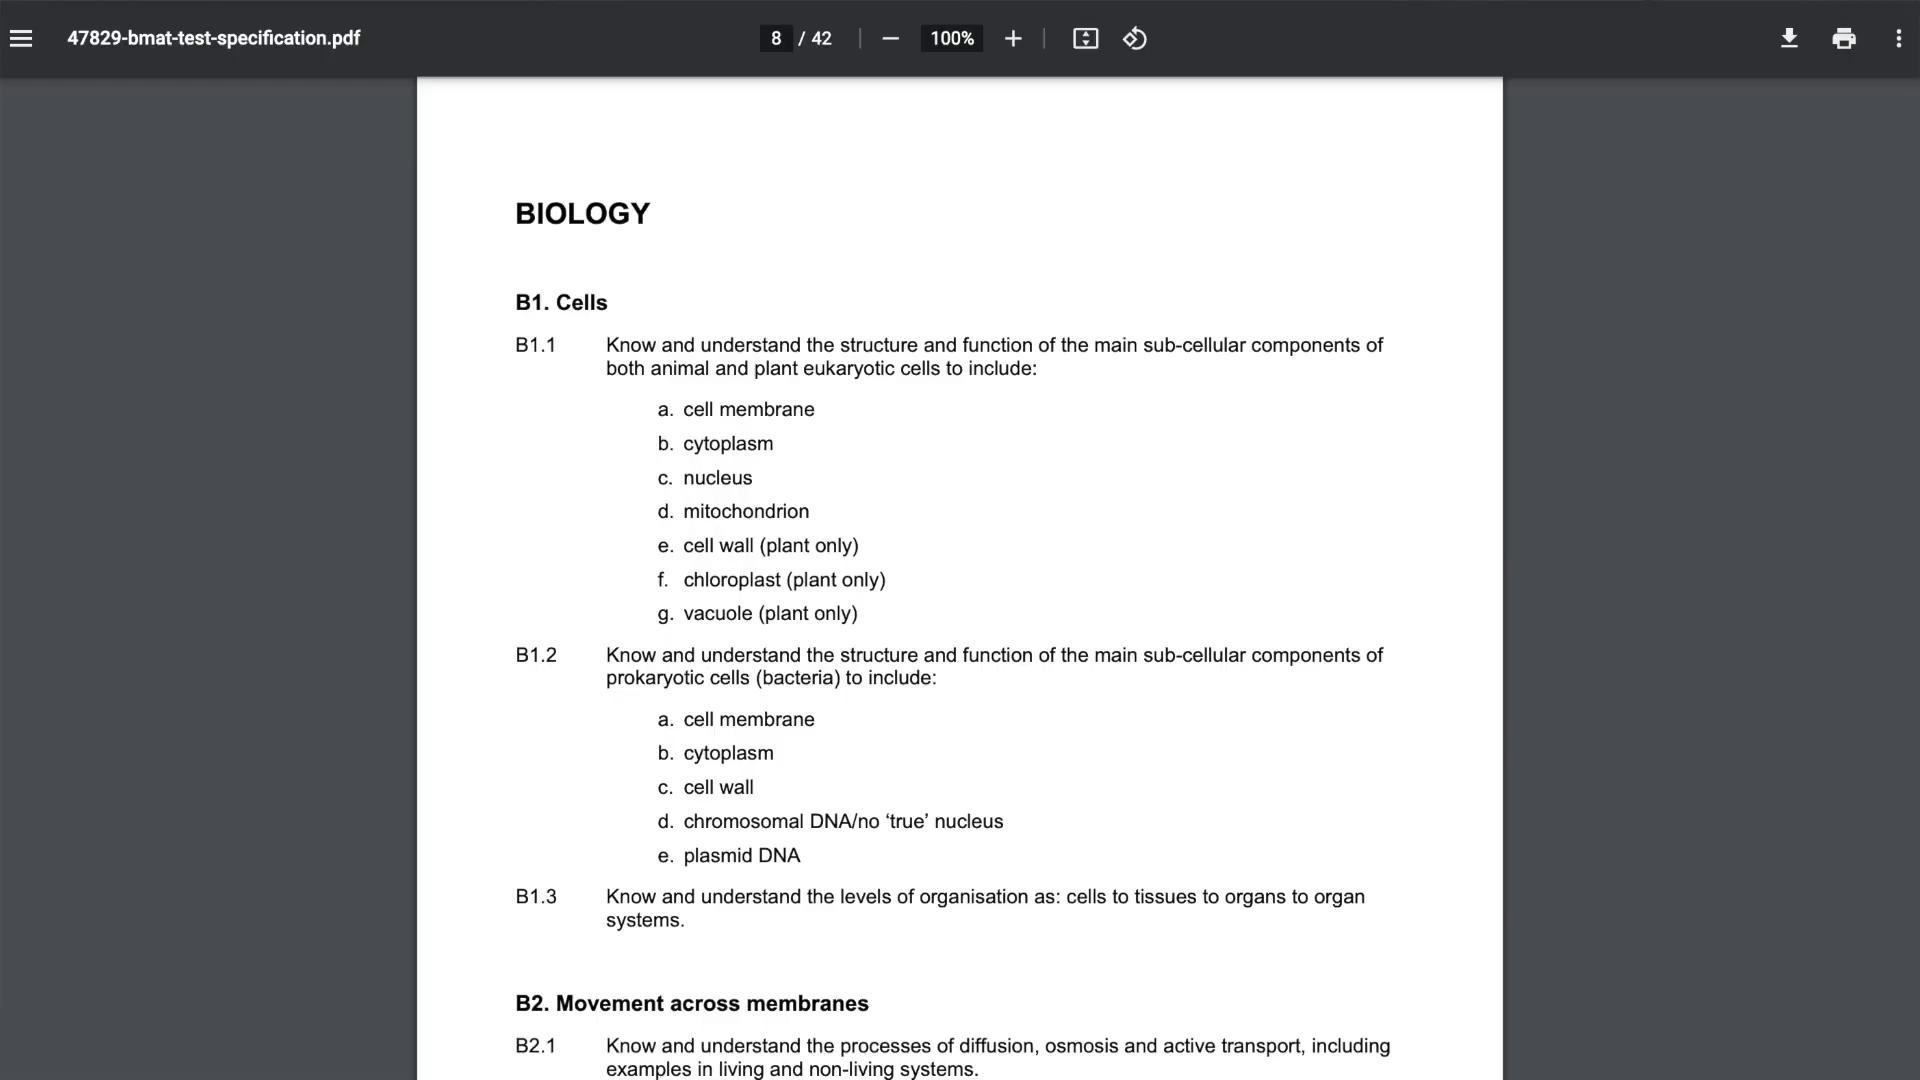 47829-bmat-test-specification.pdf 8 / 42 100%
BIOLOGY
B1. Cells
B1.1 Know and understand the structure and function of the main sub-cellular components of
both animal and plant eukaryotic cells to include:
a. cell membrane
b. cytoplasm
c. nucleus
d. mitochondrion
e. cell wall (plant only)
f. chloroplast (plant only)
g. vacuole (plant only)
B1.2 Know and understand the structure and function of the main sub-cellular components of
prokaryotic cells (bacteria) to include:
a. cell membrane
b. cytoplasm
c. cell wall
d. chromosomal DNA/no ‘true’ nucleus
e. plasmid DNA
B1.3 Know and understand the levels of organisation as: cells to tissues to organs to organ
systems.
B2. Movement across membranes
B2.1 Know and understand the processes of diffusion, osmosis and active transport, including
examples in living and non-living systems.